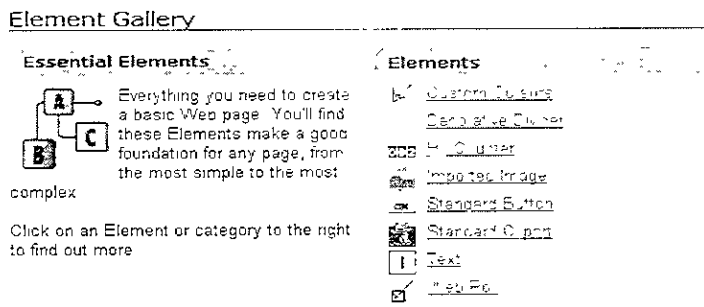 Element Gallery
Essential Elements
A
B
C
Everything you need to create
a basic Web page. You'll find
these Elements make a good
foundation for any page, from
the most simple to the most
complex
Click on an Element or category to the right
to find out more
Elements
Custom
Imported Image
Standard Button
Standard Clipart
Text